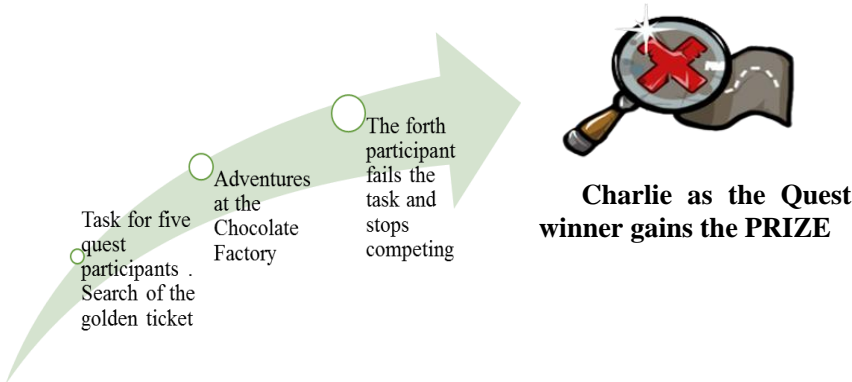 Task for five
quest
participants .
Search of the
golden ticket
Adventures
at the
Chocolate
Factory
The forth
participant
fails the
task and
stops
competing
Charlie as the Quest
winner gains the PRIZE